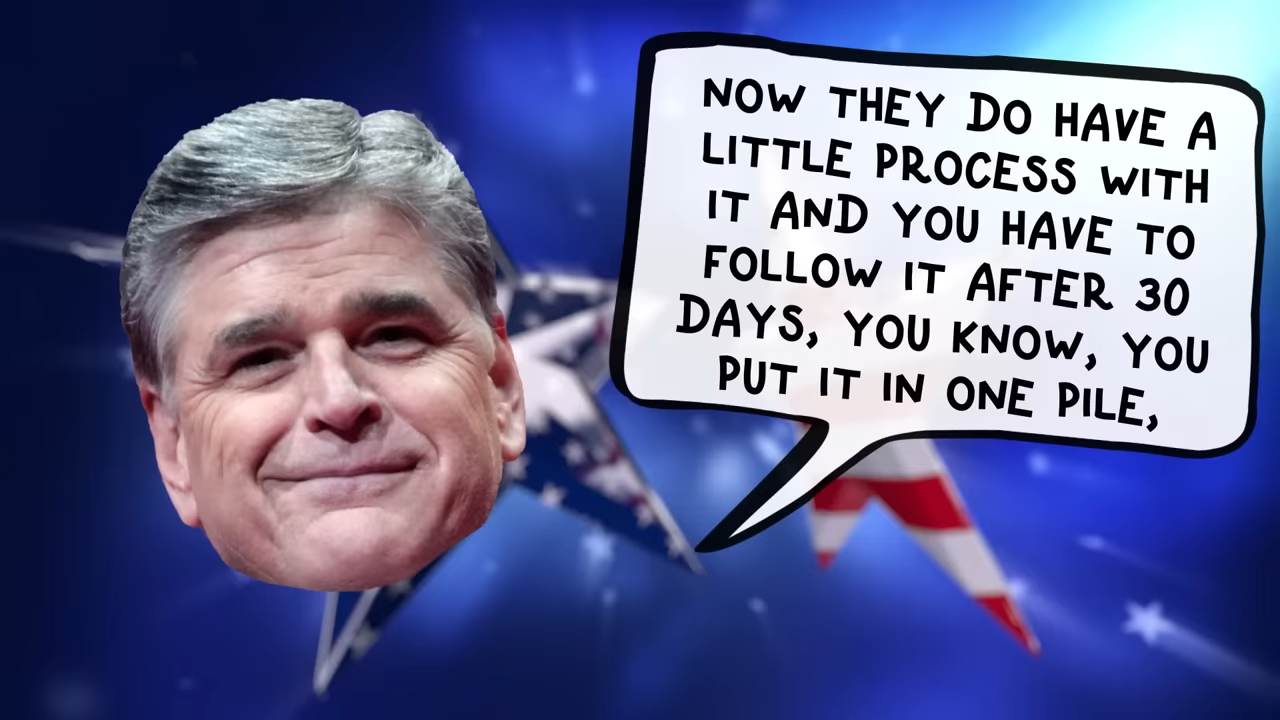 NOW THEY DO HAVE A
LITTLE PROCESS WITH
IT AND YOU HAVE TO
FOLLOW IT AFTER 30
DAYS, YOU KNOW, YOU
PUT IT IN ONE PILE,